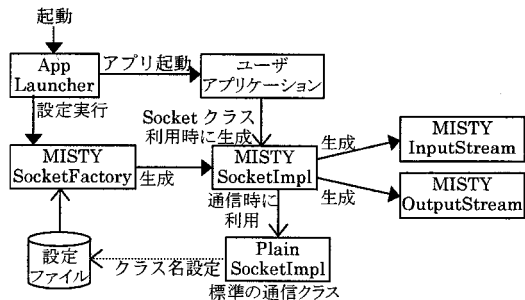 起動
App
Launcher
アプリ起動
ユーザ
アプリケーション
設定実行
Socket クラス
利用時に生成
MISTY
SocketFactory
生成
MISTY
SocketImpl
生成
MISTY
InputStream
生成
MISTY
OutputStream
通信時に
利用
設定
ファイル
クラス名設定
Plain
SocketImpl
標準の通信クラス